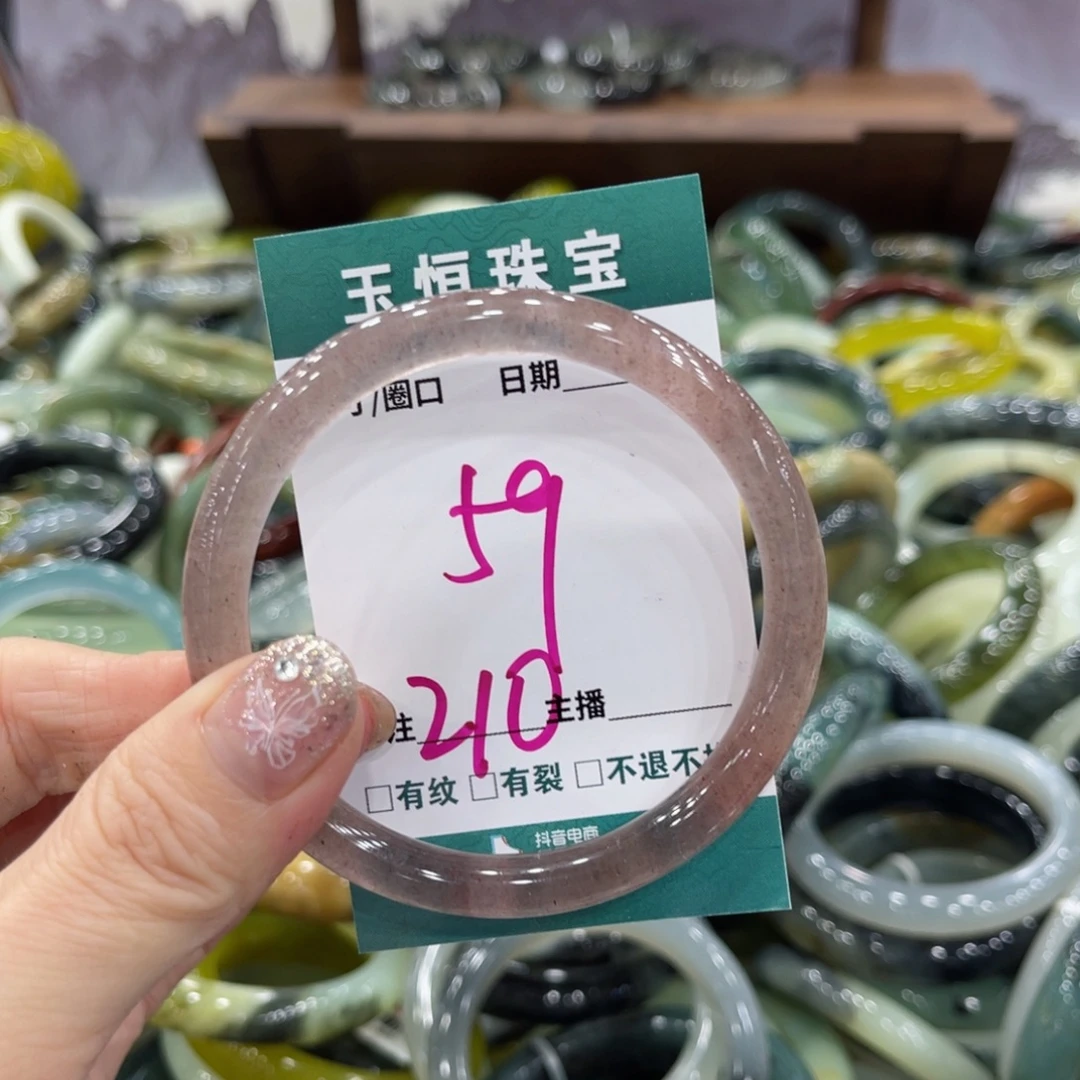 玉恒珠宝
/圈口 日期
59
210
注 主播
□有纹 □有裂 □不退不
抖音电商